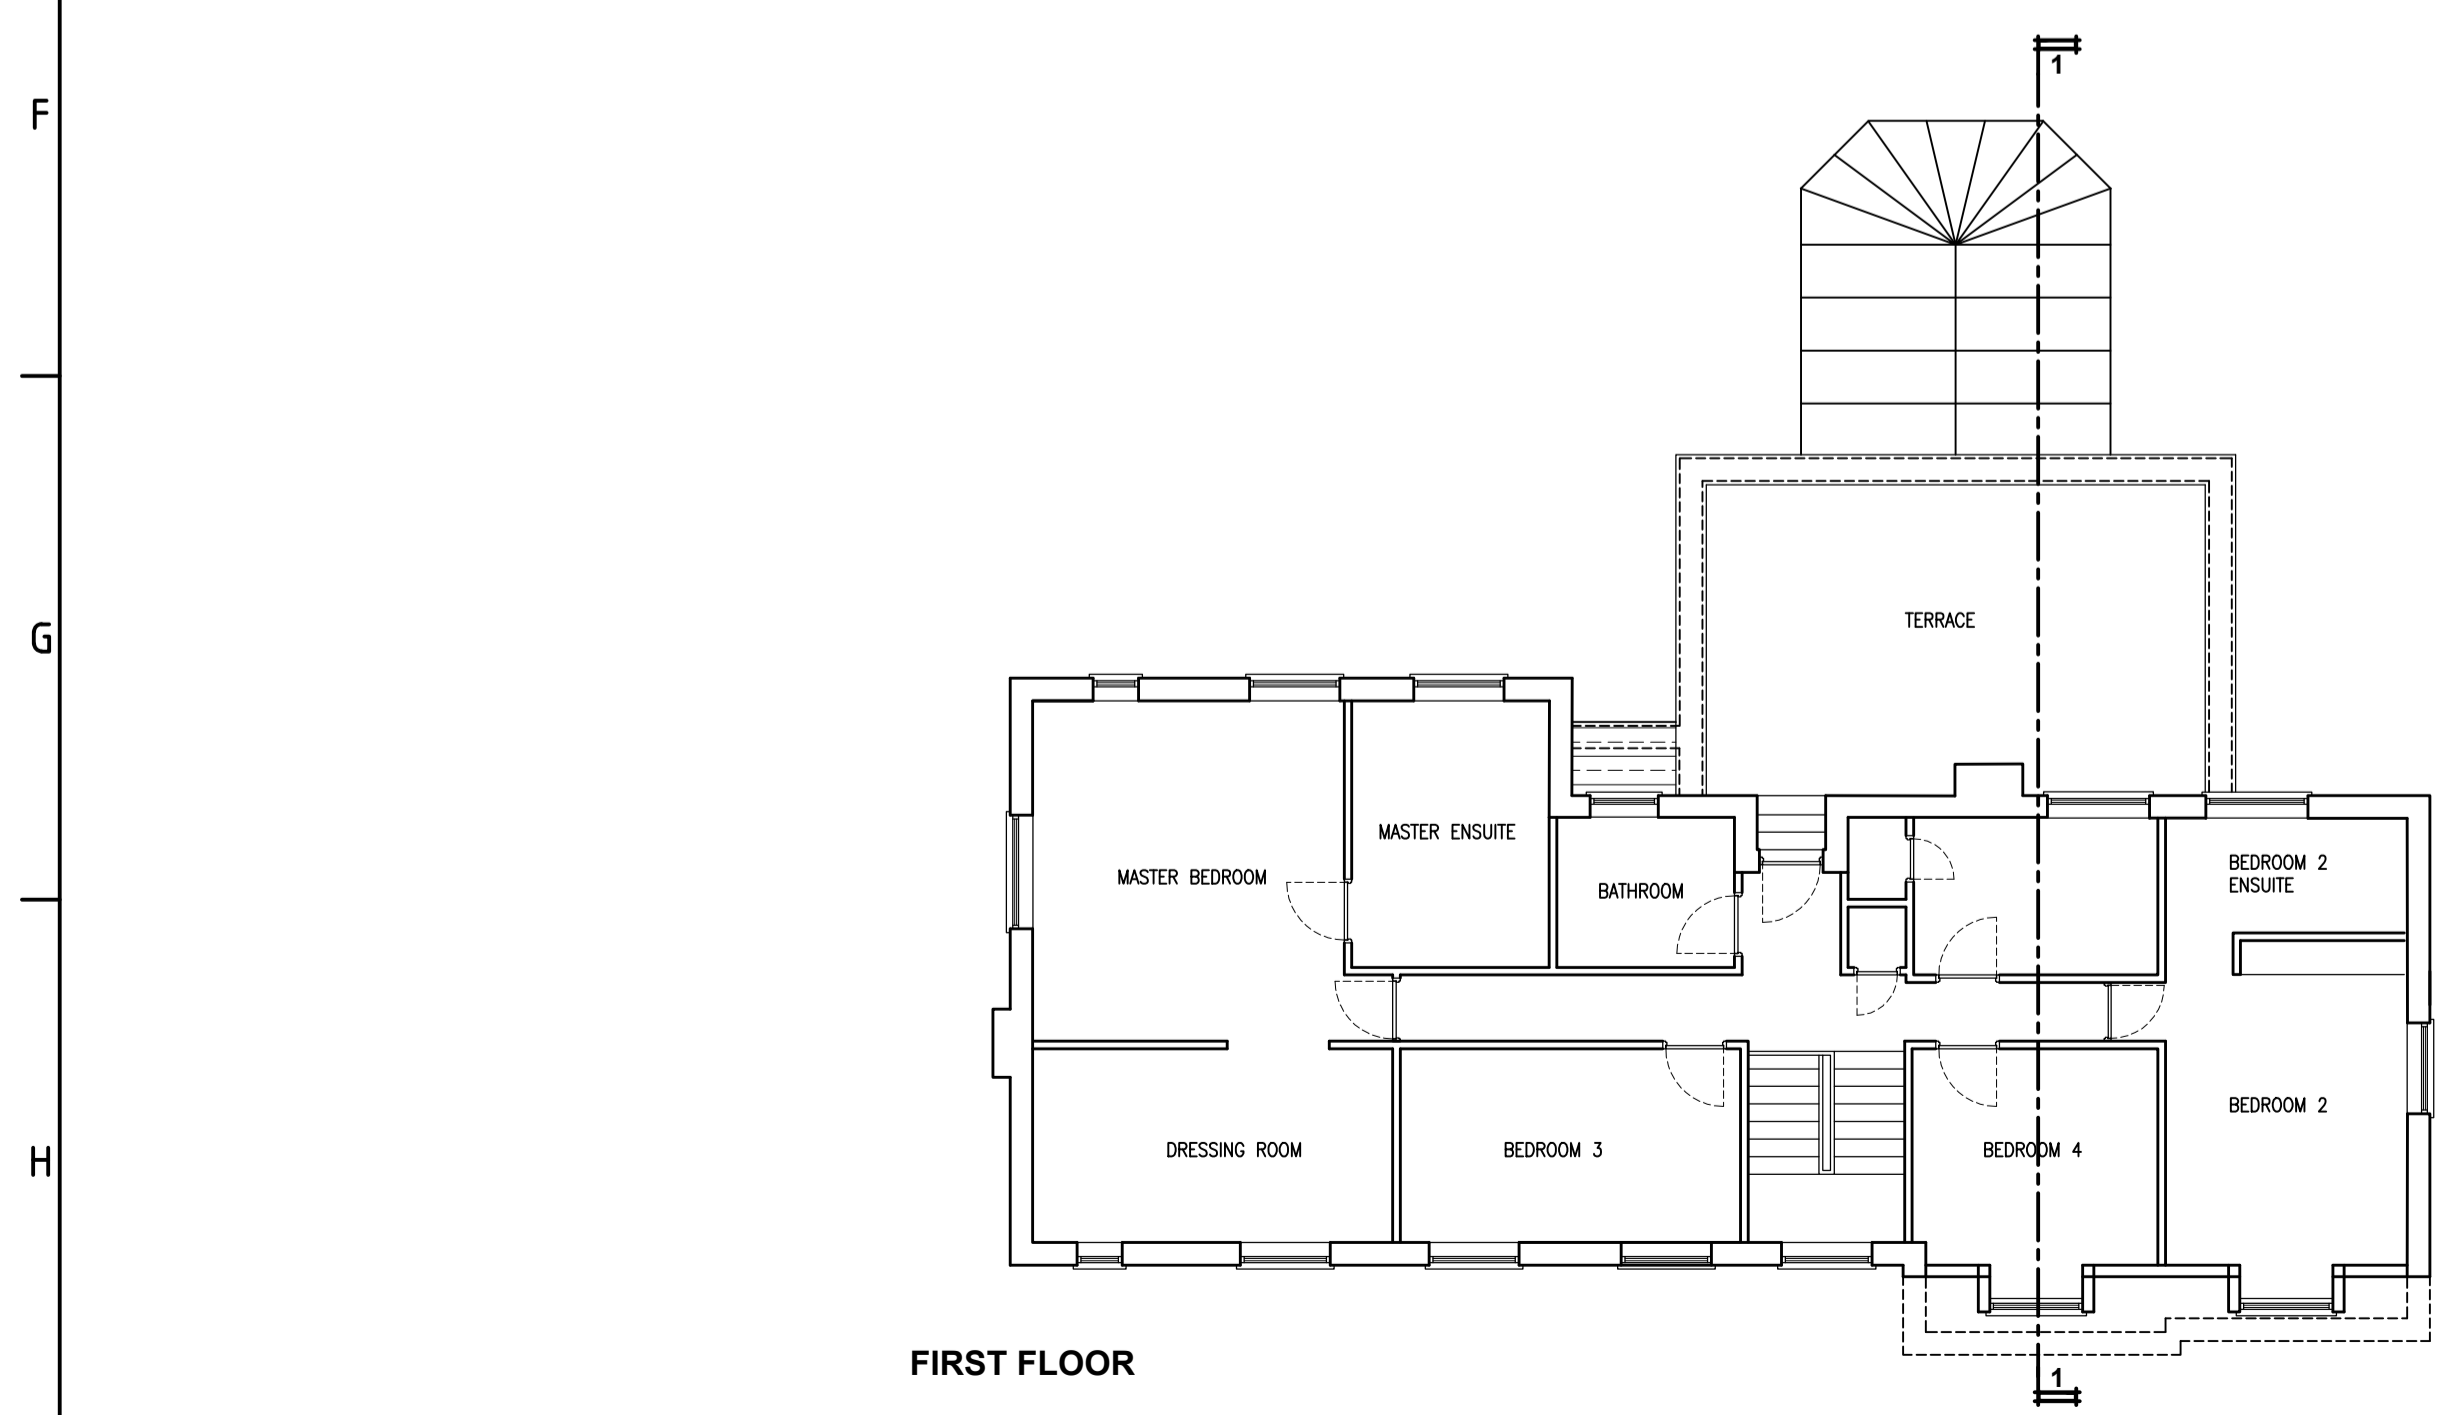 1
F
TERRACE
G
MASTER ENSUITE
BEDROOM 2
ENSUITE
MASTER BEDROOM
BATHROOM
BEDROOM 2
DRESSING ROOM
BEDROOM 3
BEDROOM 4
H
FIRST FLOOR
1